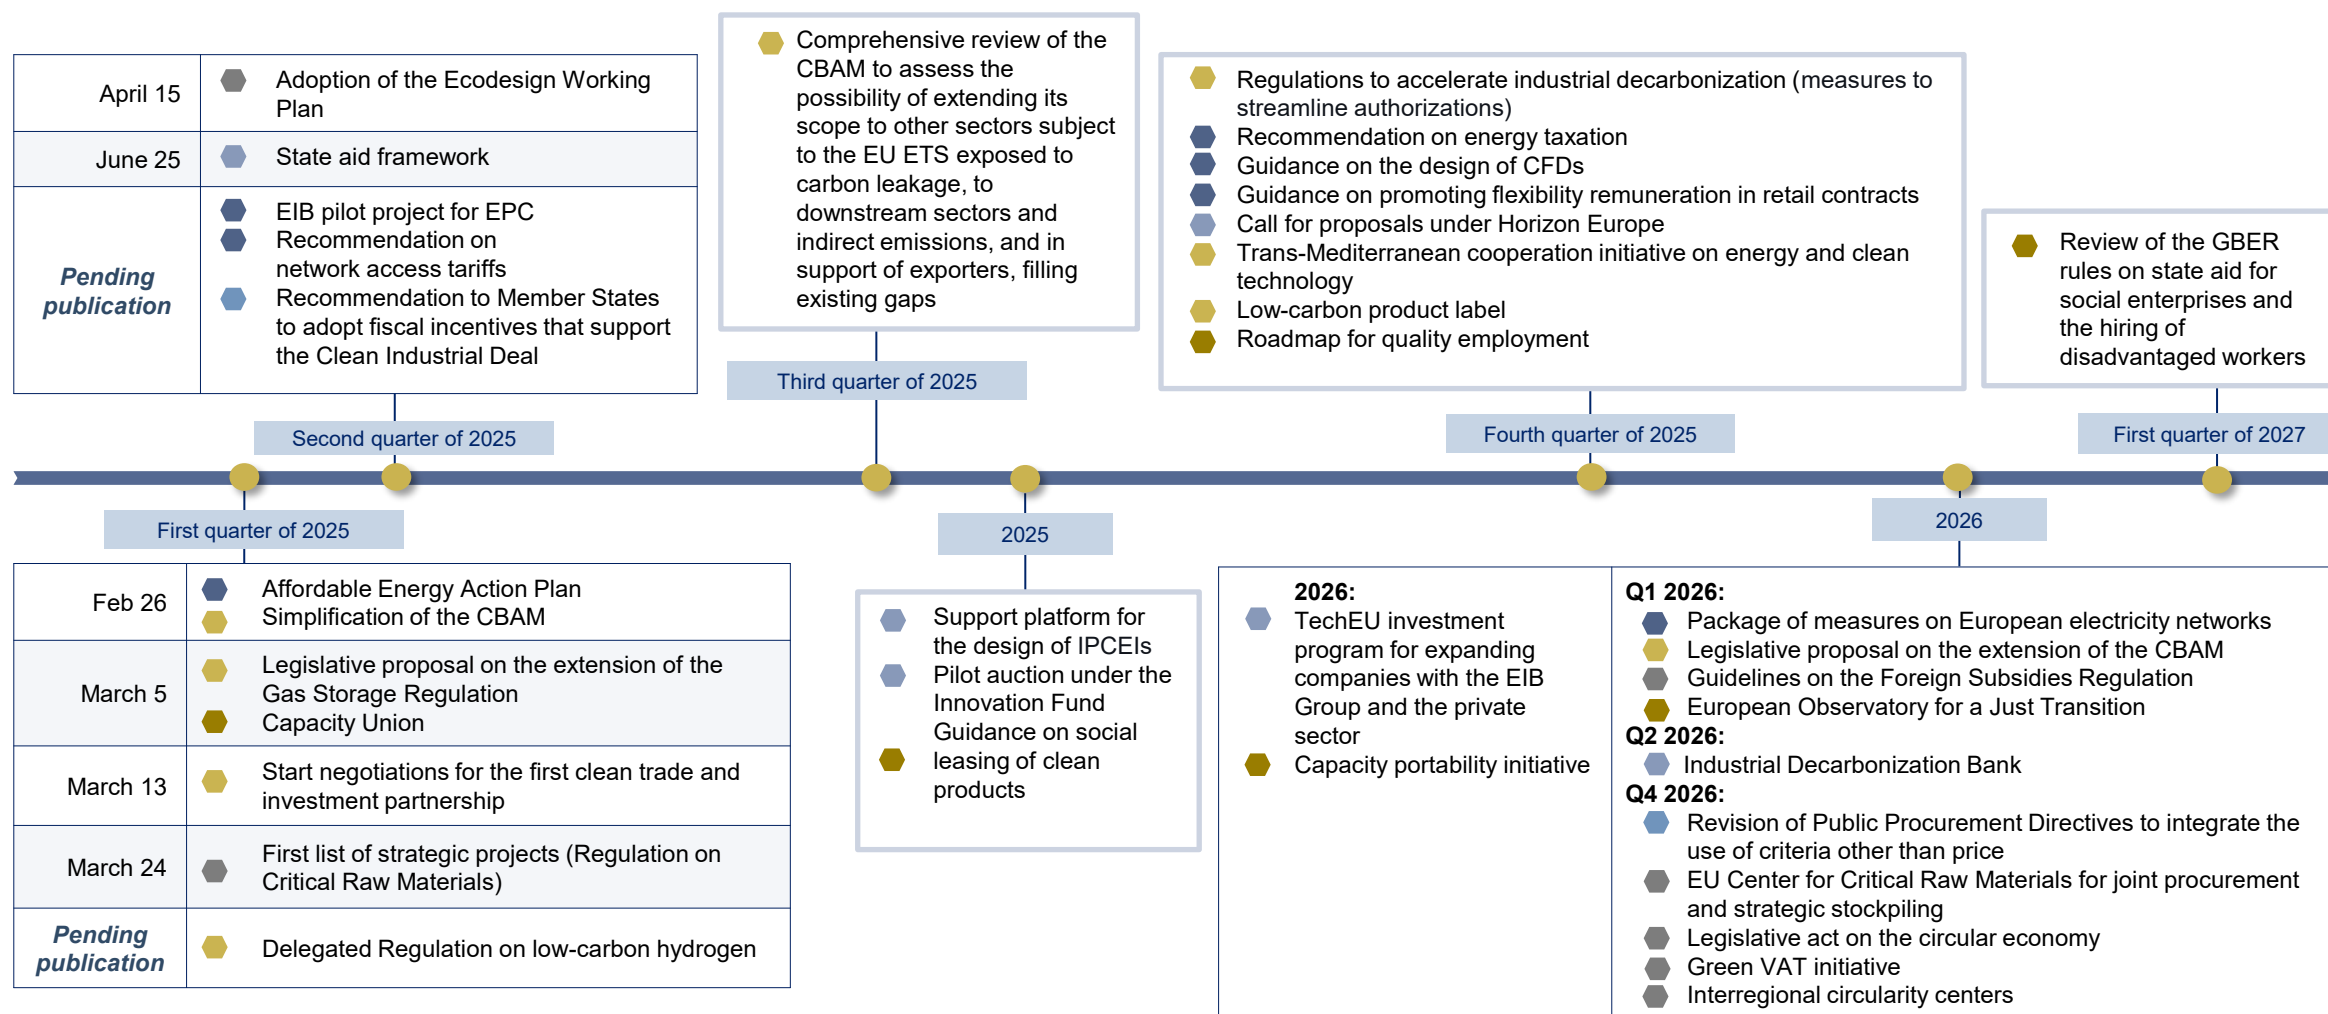 April 15
Adoption of the Ecodesign Working
Plan
June 25
State aid framework
Pending
publication
EIB pilot project for EPC
Recommendation on
network access tariffs
Recommendation to Member States
to adopt fiscal incentives that support
the Clean Industrial Deal
Second quarter of 2025
Comprehensive review of the
CBAM to assess the
possibility of extending its
scope to other sectors subject
to the EU ETS exposed to
carbon leakage, to
downstream sectors and
indirect emissions, and in
support of exporters, filling
existing gaps
Third quarter of 2025
Regulations to accelerate industrial decarbonization (measures to
streamline authorizations)
Recommendation on energy taxation
Guidance on the design of CFDs
Guidance on promoting flexibility remuneration in retail contracts
Call for proposals under Horizon Europe
Trans-Mediterranean cooperation initiative on energy and clean
technology
Low-carbon product label
Roadmap for quality employment
Fourth quarter of 2025
Review of the GBER
rules on state aid for
social enterprises and
the hiring of
disadvantaged workers
First quarter of 2027
First quarter of 2025
Feb 26
Affordable Energy Action Plan
Simplification of the CBAM
March 5
Legislative proposal on the extension of the
Gas Storage Regulation
Capacity Union
March 13
Start negotiations for the first clean trade and
investment partnership
March 24
First list of strategic projects (Regulation on
Critical Raw Materials)
Pending
publication
Delegated Regulation on low-carbon hydrogen
2025
Support platform for
the design of IPCEIs
Pilot auction under the
Innovation Fund
Guidance on social
leasing of clean
products
2026
2026:
TechEU investment
program for expanding
companies with the EIB
Group and the private
sector
Capacity portability initiative
Q1 2026:
Package of measures on European electricity networks
Legislative proposal on the extension of the CBAM
Guidelines on the Foreign Subsidies Regulation
European Observatory for a Just Transition
Q2 2026:
Industrial Decarbonization Bank
Q4 2026:
Revision of Public Procurement Directives to integrate the
use of criteria other than price
EU Center for Critical Raw Materials for joint procurement
and strategic stockpiling
Legislative act on the circular economy
Green VAT initiative
Interregional circularity centers